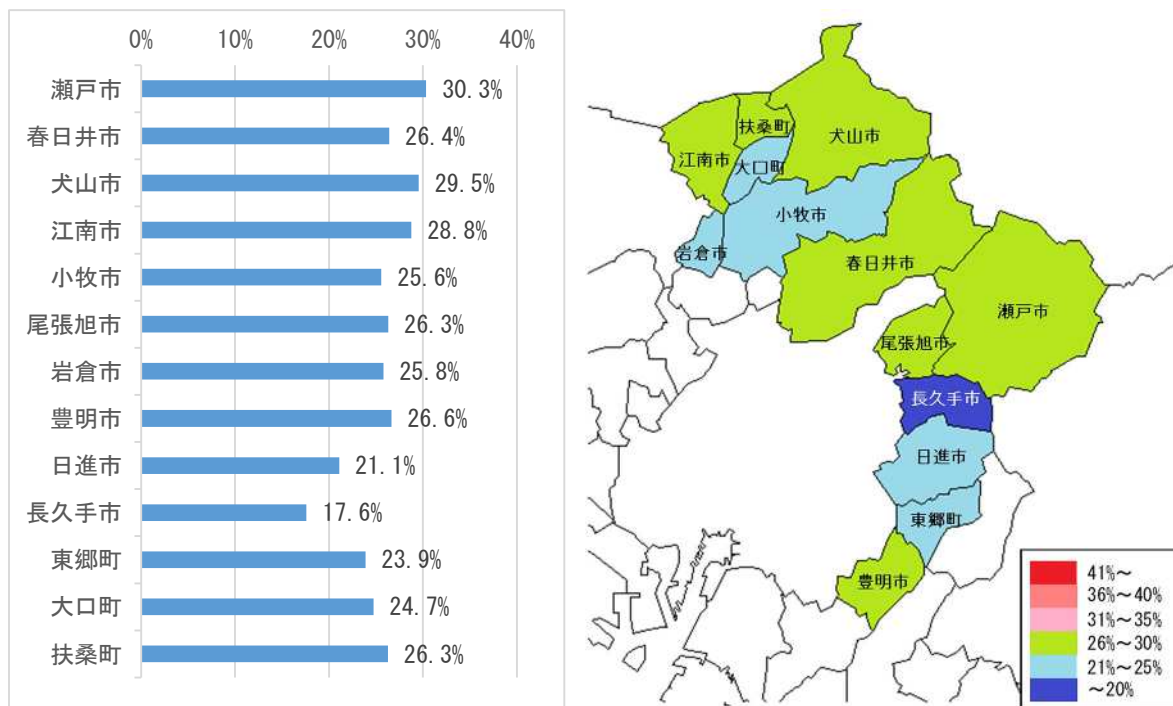 0% 10% 20% 30% 40%
瀬戸市 30.3%
春日井市 26.4%
犬山市 29.5%
江南市 28.8%
小牧市 25.6%
尾張旭市 26.3%
岩倉市 25.8%
豊明市 26.6%
日進市 21.1%
長久手市 17.6%
東郷町 23.9%
大口町 24.7%
扶桑町 26.3%
扶桑町
犬山市
江南市
大口町
小牧市
岩倉市
春日井市
瀬戸市
尾張旭市
長久手市
日進市
東郷町
豊明市
41%～
36%～40%
31%～35%
26%～30%
21%～25%
～20%